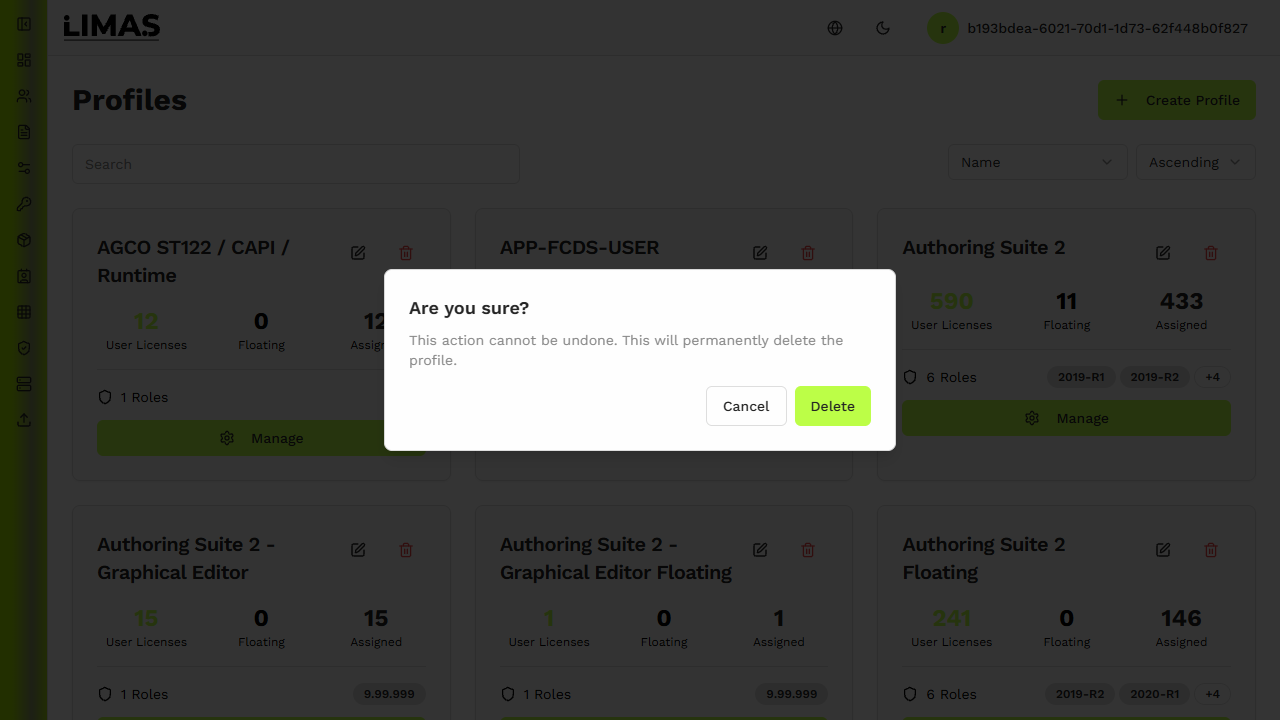 LIMAS
r
b193bdea-6021-70d1-1d73-62f448b0f827
Profiles
Create Profile
Search
Name
Ascending
AGCO ST122 / CAPI /
Runtime
12
User Licenses
0
Floating
12
Assigr
1 Roles
Manage
APP-FCDS-USER
Authoring Suite 2
590
User Licenses
11
Floating
433
Assigned
6 Roles
2019-R1
2019-R2
+4
Manage
Are you sure?
This action cannot be undone. This will permanently delete the
profile.
Cancel
Delete
Authoring Suite 2 -
Graphical Editor
15
User Licenses
0
Floating
15
Assigned
1 Roles
9.99.999
Authoring Suite 2 -
Graphical Editor Floating
1
User Licenses
0
Floating
1
Assigned
1 Roles
9.99.999
Authoring Suite 2
Floating
241
User Licenses
0
Floating
146
Assigned
6 Roles
2019-R2
2020-R1
+4